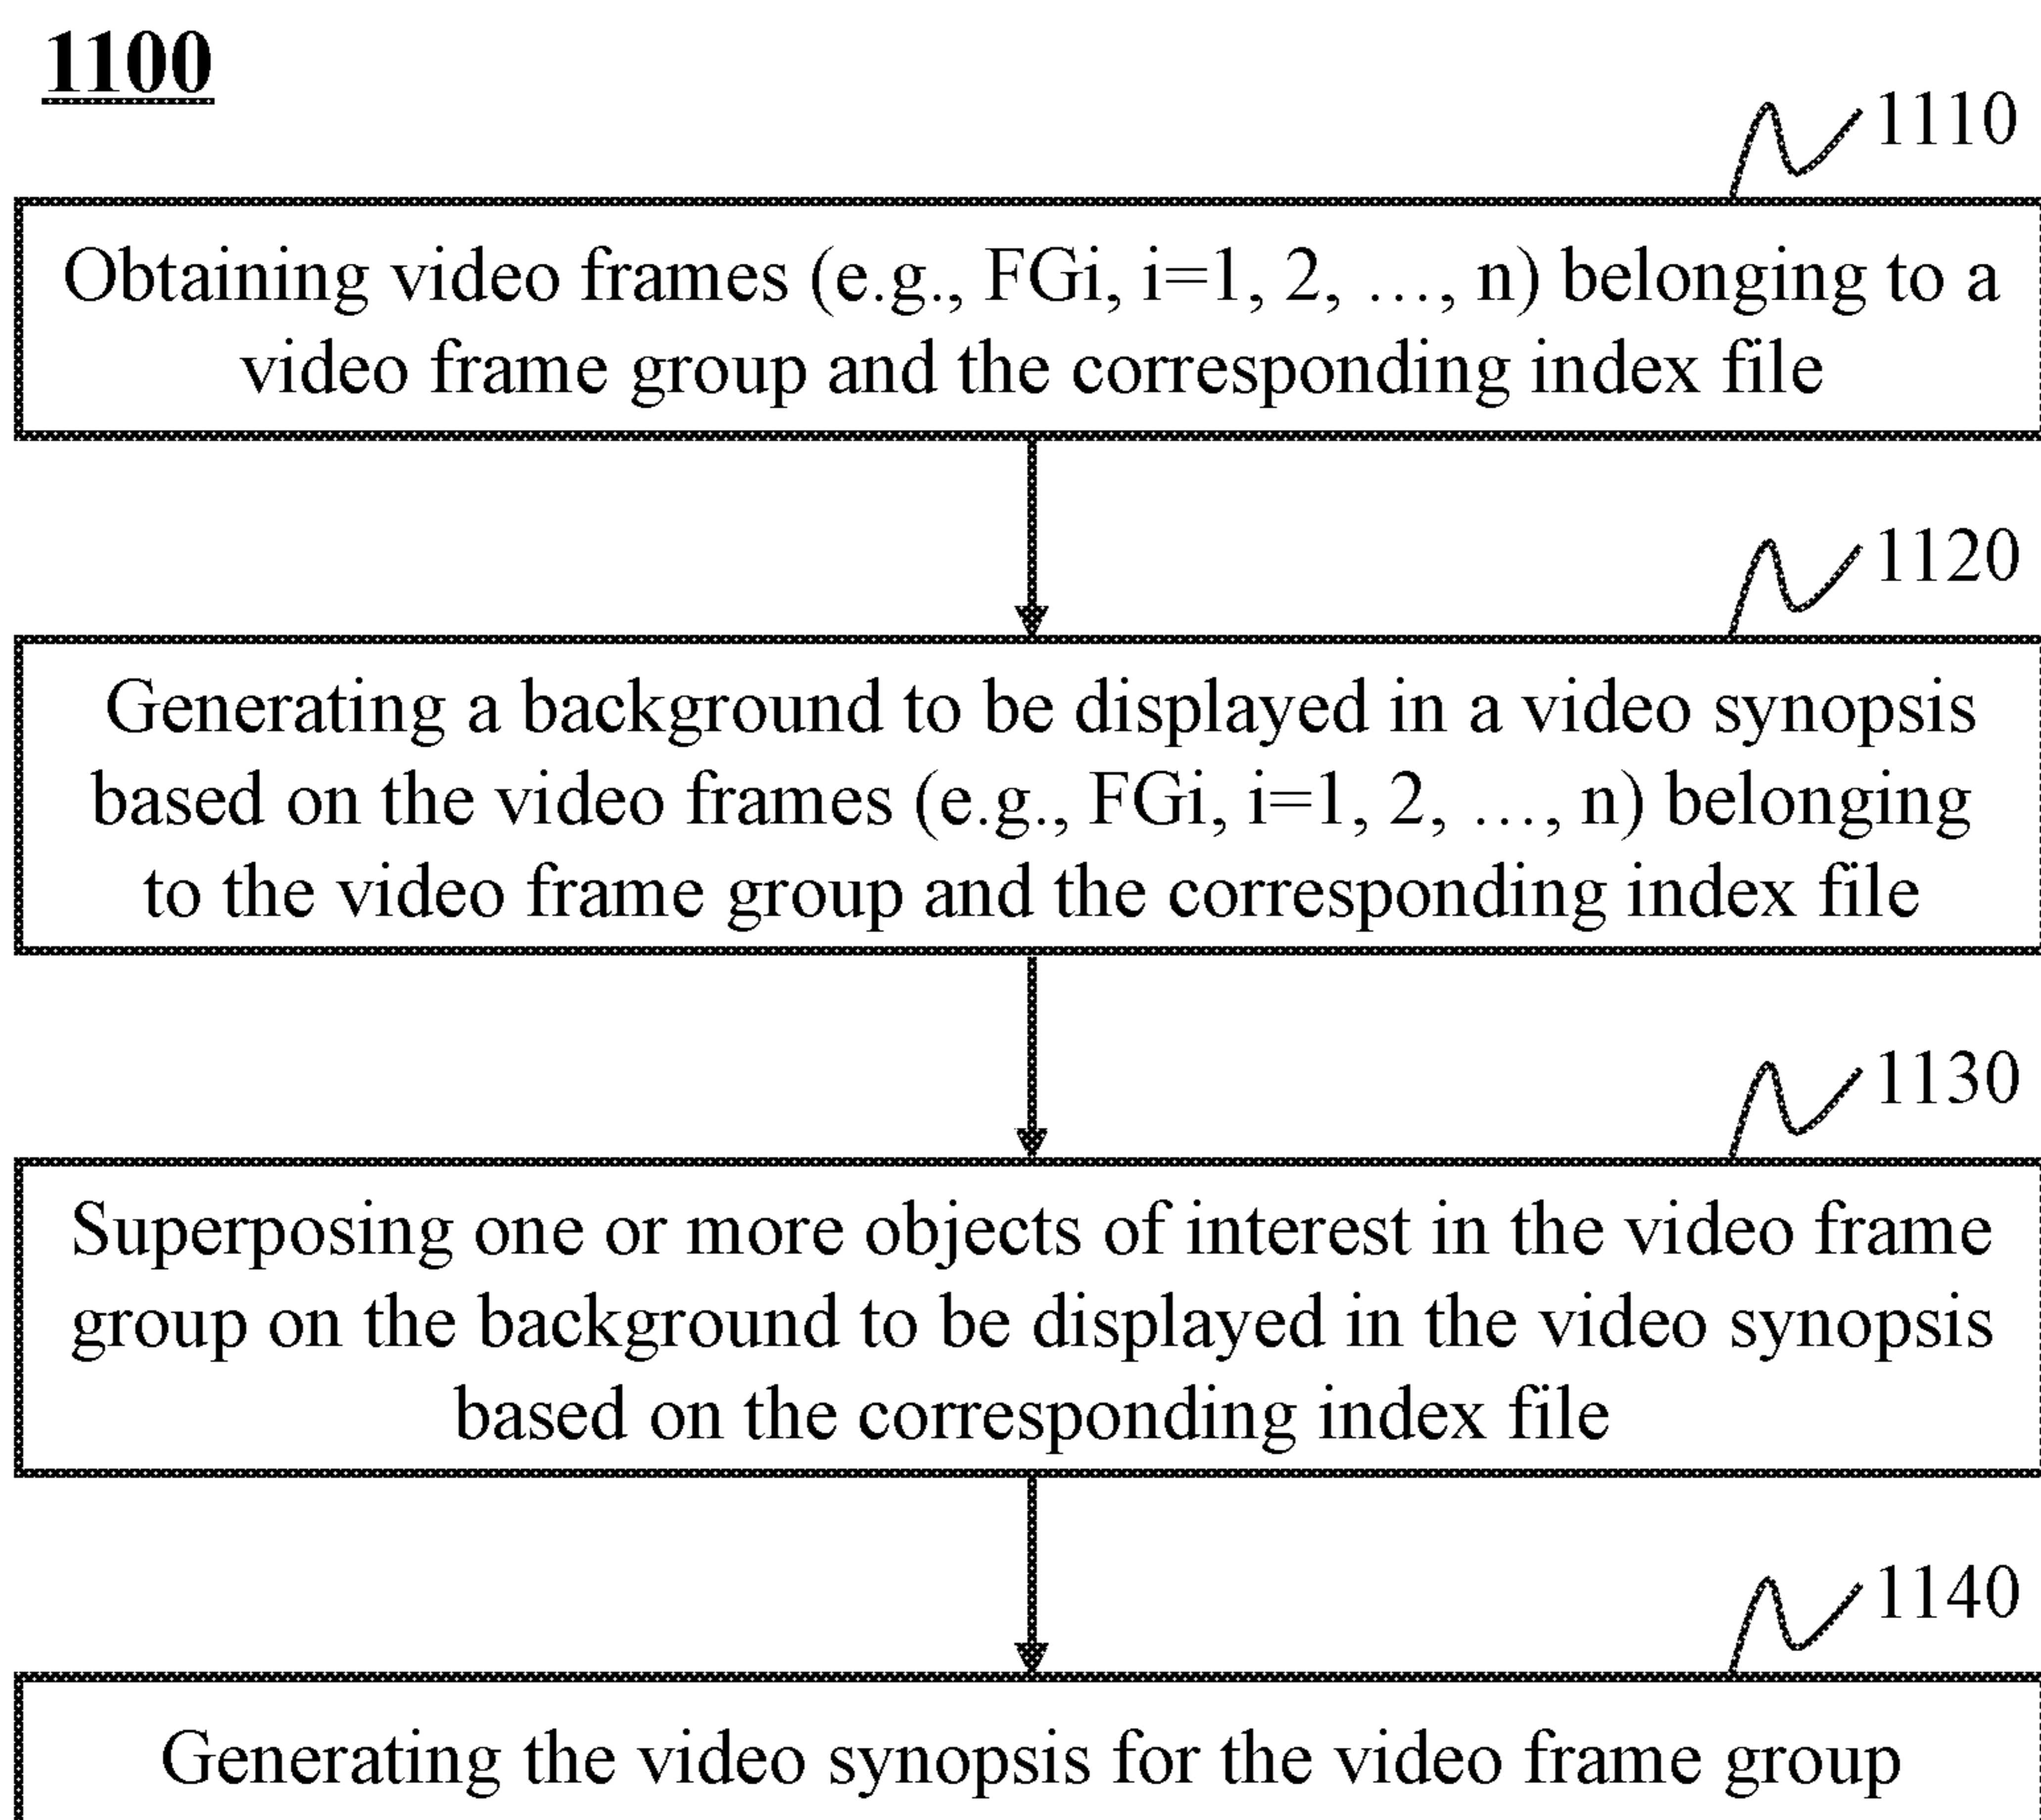 1100
1110
Obtaining video frames (e.g., FGi, i=1, 2, …, n) belonging to a
video frame group and the corresponding index file
1120
Generating a background to be displayed in a video synopsis
based on the video frames (e.g., FGi, i=1, 2, …, n) belonging
to the video frame group and the corresponding index file
1130
Superposing one or more objects of interest in the video frame
group on the background to be displayed in the video synopsis
based on the corresponding index file
1140
Generating the video synopsis for the video frame group